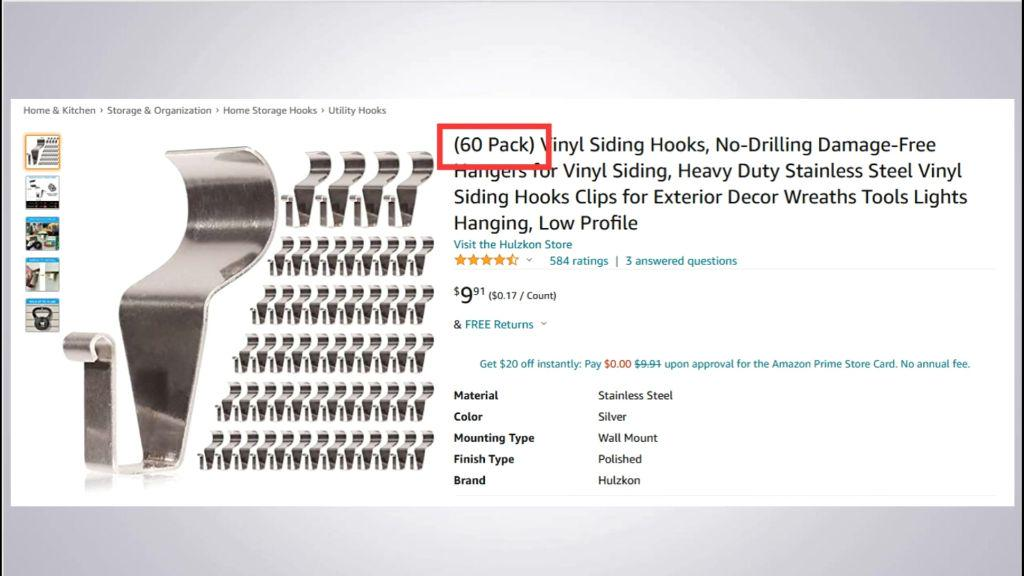 Home & Kitchen › Storage & Organization › Home Storage Hooks › Utility Hooks
(60 Pack) Vinyl Siding Hooks, No-Drilling Damage-Free
Hangers for Vinyl Siding, Heavy Duty Stainless Steel Vinyl
Siding Hooks Clips for Exterior Decor Wreaths Tools Lights
Hanging, Low Profile
Visit the Hulzkon Store
584 ratings | 3 answered questions
$9.91 ($0.17 / Count)
& FREE Returns
Get $20 off instantly: Pay $0.00 $9.91 upon approval for the Amazon Prime Store Card. No annual fee.
Material Stainless Steel
Color Silver
Mounting Type Wall Mount
Finish Type Polished
Brand Hulzkon